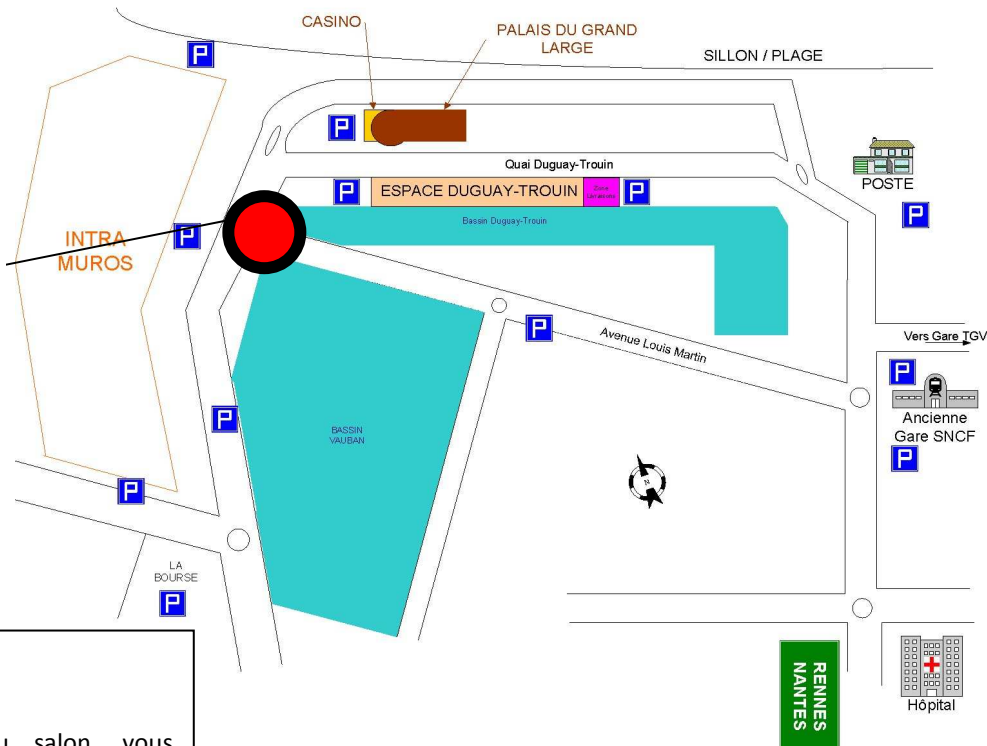 CASINO
PALAIS DU GRAND
LARGE
SILLON / PLAGE
P
P
Quai Duguay-Trouin
POSTE
P
ESPACE DUGUAY-TROUIN
Zone
P
P
Bassin Duguay-Trouin
INTRA
MUROS
P
P
Avenue Louis Martin
Vers Gare TGV
P
Ancienne
Gare SNCF
P
P
BASSIN
VAUBAN
N
P
LA
BOURSE
P
RENNES
NANTES
Hôpital
salon vous